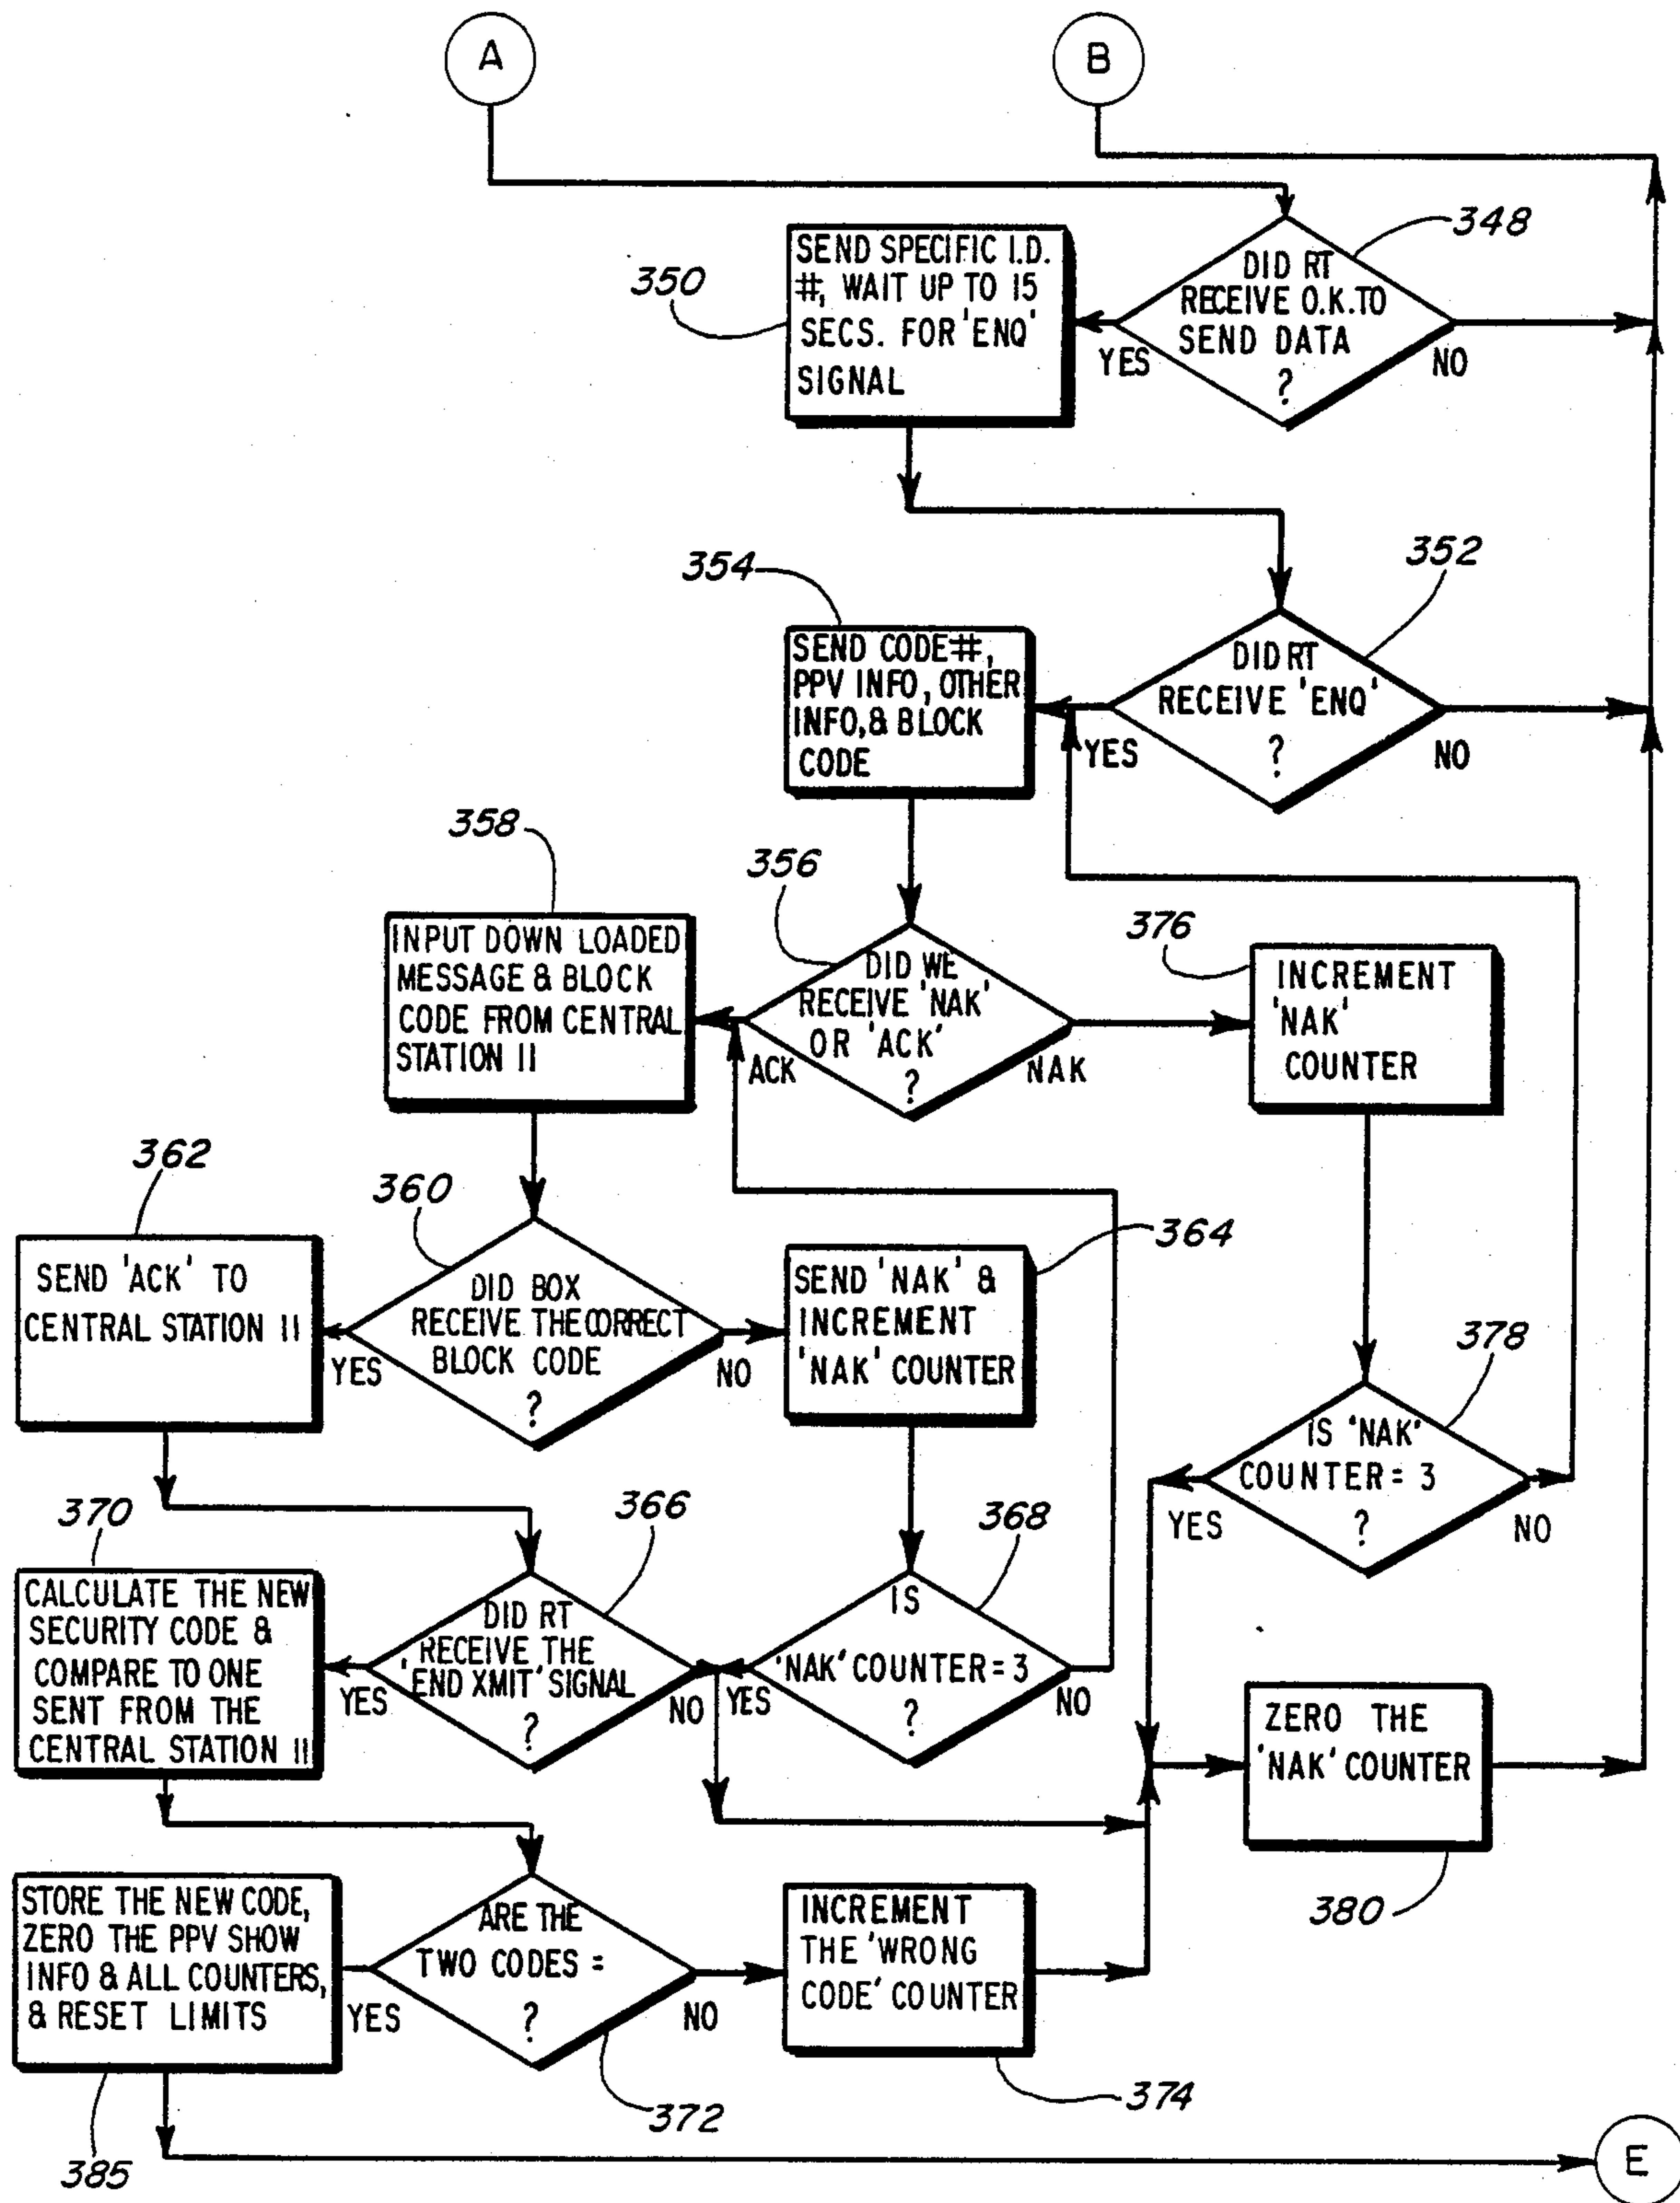 A
B
348
DID RT
RECEIVE O.K. TO
SEND DATA
?
YES
NO
350
SEND SPECIFIC I.D.
#, WAIT UP TO 15
SECS. FOR 'ENQ'
SIGNAL
352
DID RT
RECEIVE 'ENQ'
?
YES
NO
354
SEND CODE #,
PPV INFO, OTHER
INFO, & BLOCK
CODE
356
DID WE
RECEIVE 'NAK'
OR 'ACK'
?
ACK
NAK
358
INPUT DOWN LOADED
MESSAGE & BLOCK
CODE FROM CENTRAL
STATION 11
376
INCREMENT
'NAK'
COUNTER
360
DID BOX
RECEIVE THE CORRECT
BLOCK CODE
?
YES
NO
362
SEND 'ACK' TO
CENTRAL STATION 11
364
SEND 'NAK' &
INCREMENT
'NAK' COUNTER
378
IS 'NAK'
COUNTER = 3
?
YES
NO
366
DID RT
RECEIVE THE
'END XMIT' SIGNAL
?
YES
NO
368
IS
'NAK' COUNTER = 3
?
YES
NO
370
CALCULATE THE NEW
SECURITY CODE &
COMPARE TO ONE
SENT FROM THE
CENTRAL STATION 11
ZERO THE
'NAK' COUNTER
380
372
ARE THE
TWO CODES =
?
YES
NO
INCREMENT
THE 'WRONG
CODE' COUNTER
374
STORE THE NEW CODE,
ZERO THE PPV SHOW
INFO & ALL COUNTERS,
& RESET LIMITS
385
E